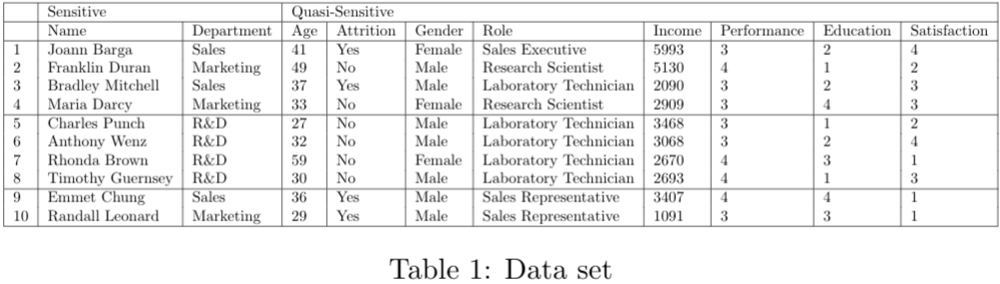 Sensitive Quasi-Sensitive
Name Department Age Attrition Gender Role Income Performance Education Satisfaction
1 Joann Barga Sales 41 Yes Female Sales Executive 5993 3 2 4
2 Franklin Duran Marketing 49 No Male Research Scientist 5130 4 1 2
3 Bradley Mitchell Sales 37 Yes Male Laboratory Technician 2090 3 2 3
4 Maria Darcy Marketing 33 No Female Research Scientist 2909 3 4 3
5 Charles Punch R&D 27 No Male Laboratory Technician 3468 3 1 2
6 Anthony Wenz R&D 32 No Male Laboratory Technician 3068 3 2 4
7 Rhonda Brown R&D 59 No Female Laboratory Technician 2670 4 3 1
8 Timothy Guernsey R&D 30 No Male Laboratory Technician 2693 4 1 3
9 Emmet Chung Sales 36 Yes Male Sales Representative 3407 4 4 1
10 Randall Leonard Marketing 29 Yes Male Sales Representative 1091 3 3 1
Table 1: Data set